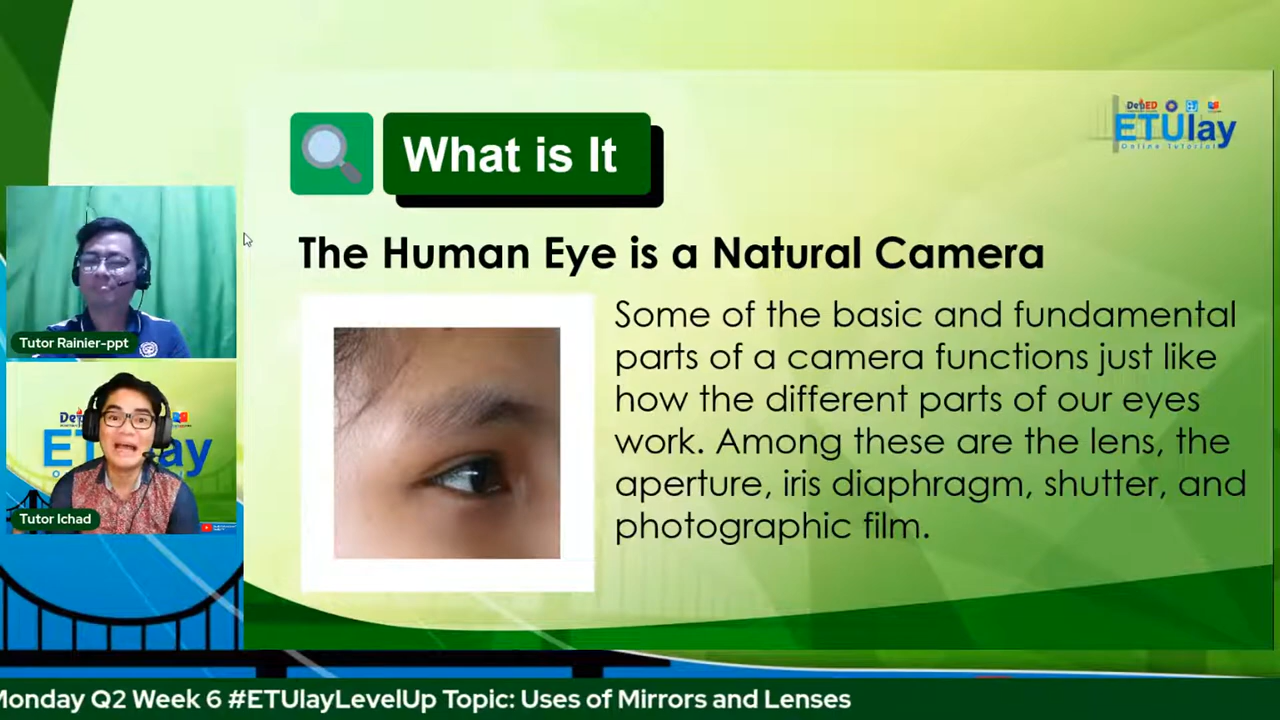 What is It
DepED
ETUlay
Online Tutorial
The Human Eye is a Natural Camera
Some of the basic and fundamental
parts of a camera functions just like
how the different parts of our eyes
work. Among these are the lens, the
aperture, iris diaphragm, shutter, and
photographic film.
Tutor Rainier-ppt
Tutor Ichad
Monday Q2 Week 6 #ETUlayLevelUp Topic: Uses of Mirrors and Lenses